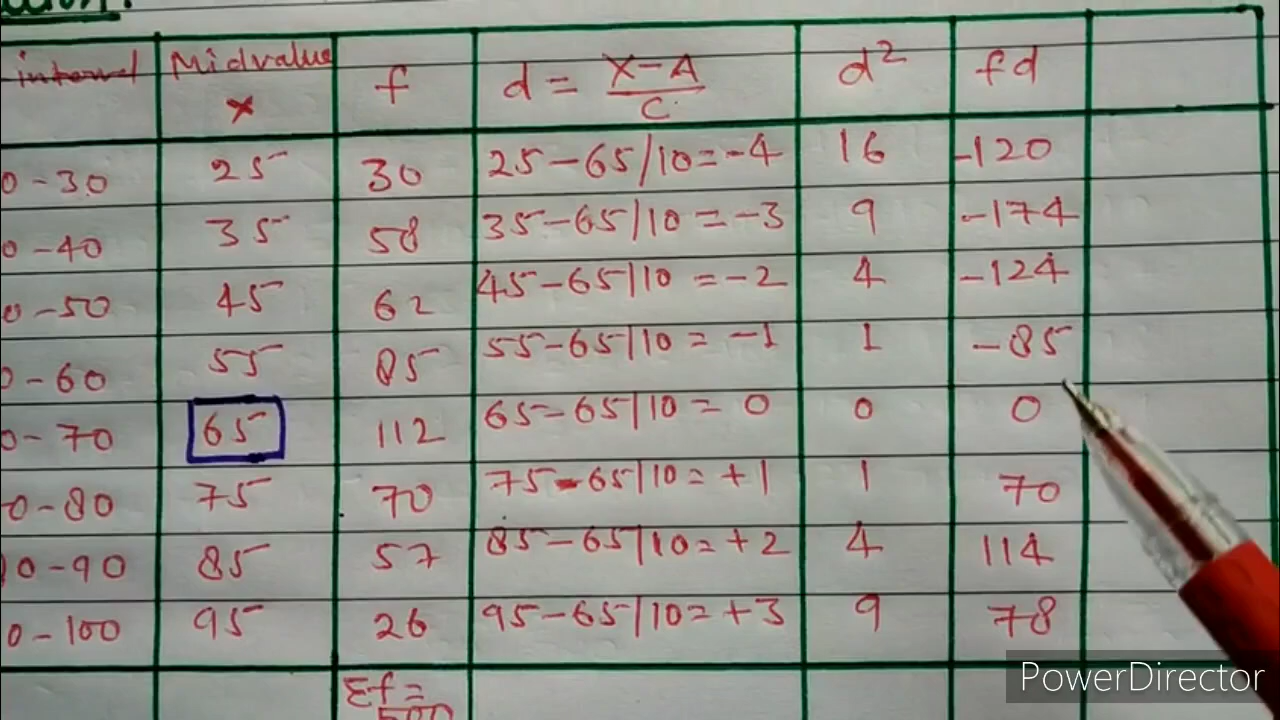 interval Midvalue x f d = X-A/C d² fd
0-30 25 30 25-65/10=-4 16 -120
0-40 35 58 35-65/10=-3 9 -174
0-50 45 62 45-65/10=-2 4 -124
0-60 55 85 55-65/10=-1 1 -85
0-70 65 112 65-65/10=0 0 0
0-80 75 70 75-65/10=+1 1 70
0-90 85 57 85-65/10=+2 4 114
0-100 95 26 95-65/10=+3 9 78
Σf=
500
PowerDirector